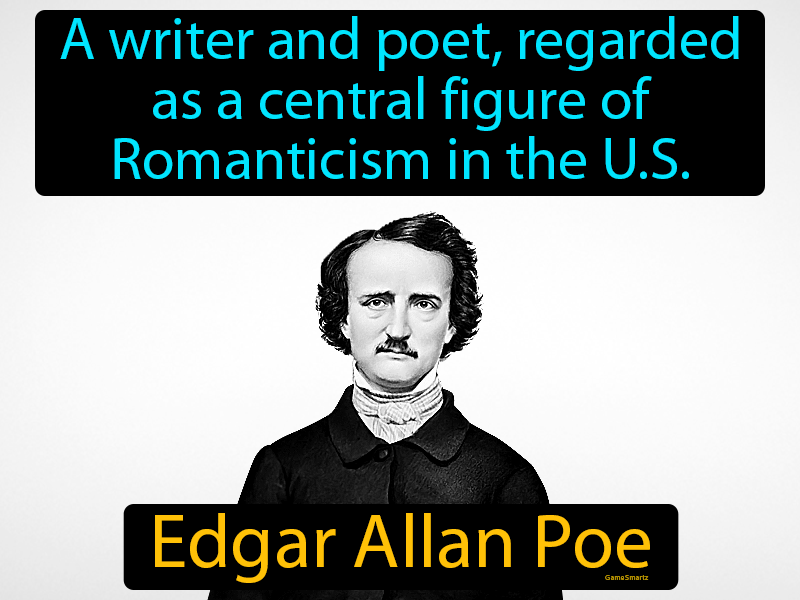 A writer and poet, regarded
as a central figure of
Romanticism in the U.S.
Edgar Allan Poe
GameSmartz